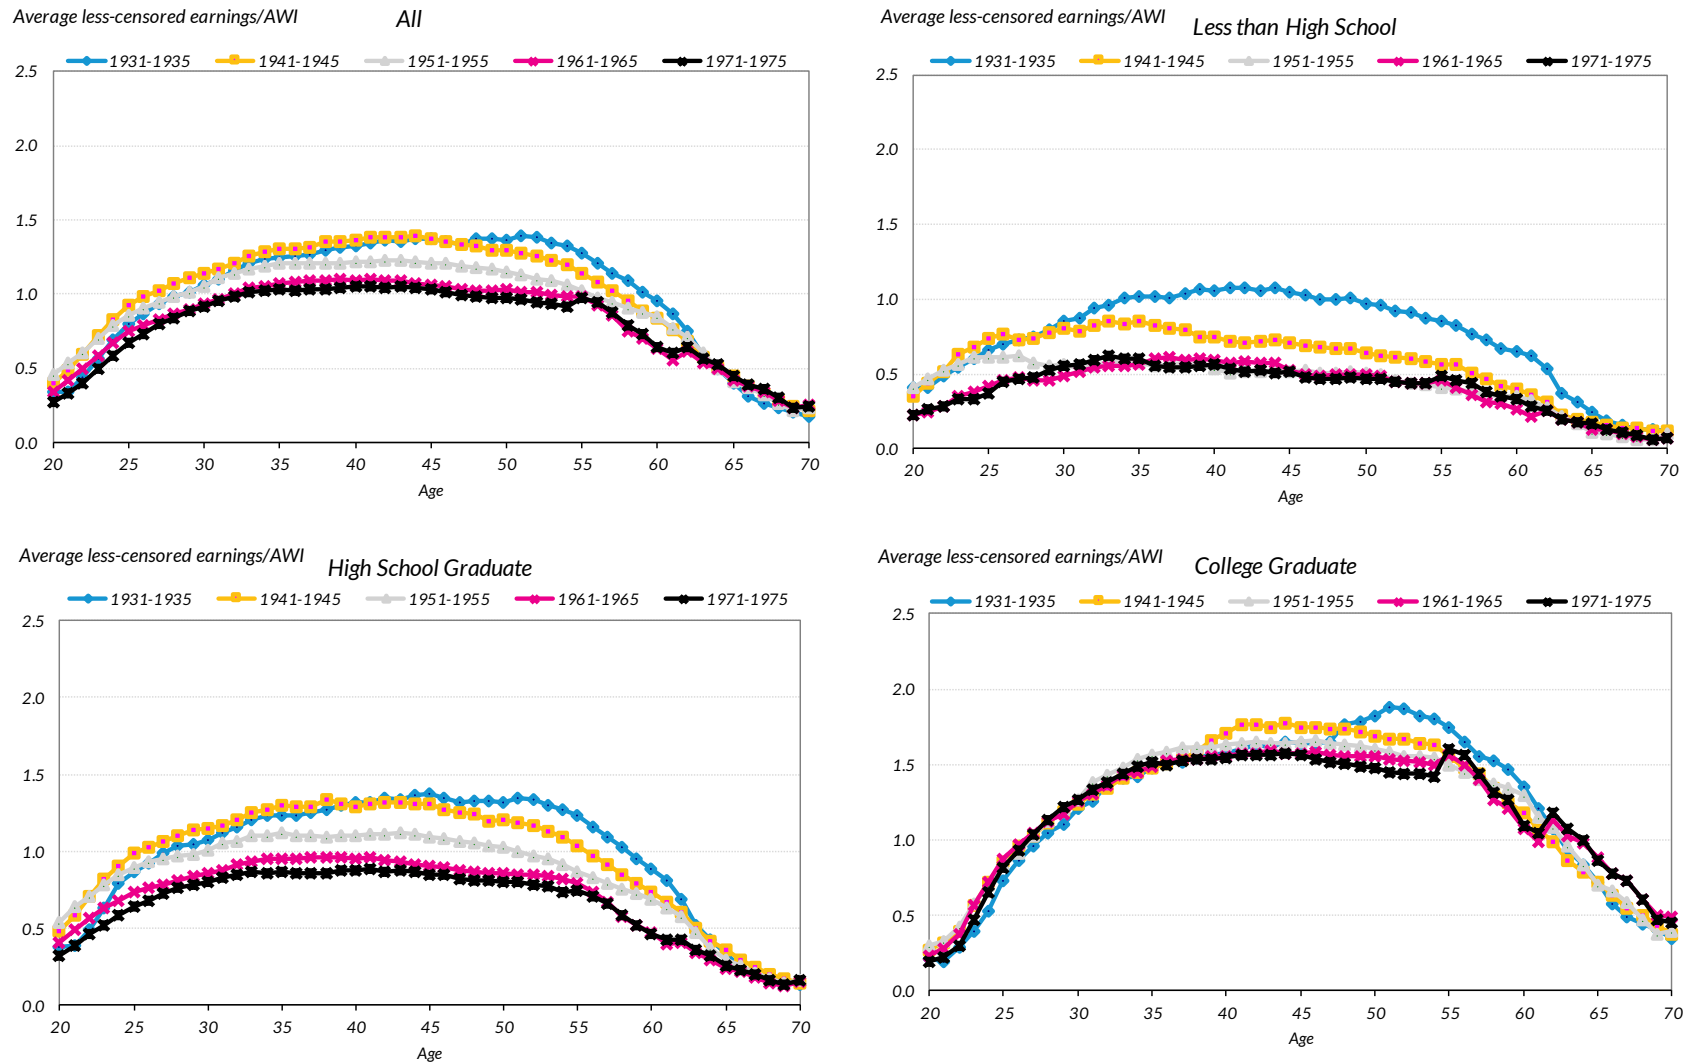 Average less-censored earnings/AWI
All
1931-1935 1941-1945 1951-1955 1961-1965 1971-1975
2.5
2.0
1.5
1.0
0.5
0.0
20 25 30 35 40 45 50 55 60 65 70
Age
Average less-censored earnings/AWI
Less than High School
1931-1935 1941-1945 1951-1955 1961-1965 1971-1975
2.5
2.0
1.5
1.0
0.5
0.0
20 25 30 35 40 45 50 55 60 65 70
Age
Average less-censored earnings/AWI
High School Graduate
1931-1935 1941-1945 1951-1955 1961-1965 1971-1975
2.5
2.0
1.5
1.0
0.5
0.0
20 25 30 35 40 45 50 55 60 65 70
Age
Average less-censored earnings/AWI
College Graduate
1931-1935 1941-1945 1951-1955 1961-1965 1971-1975
2.5
2.0
1.5
1.0
0.5
0.0
20 25 30 35 40 45 50 55 60 65 70
Age